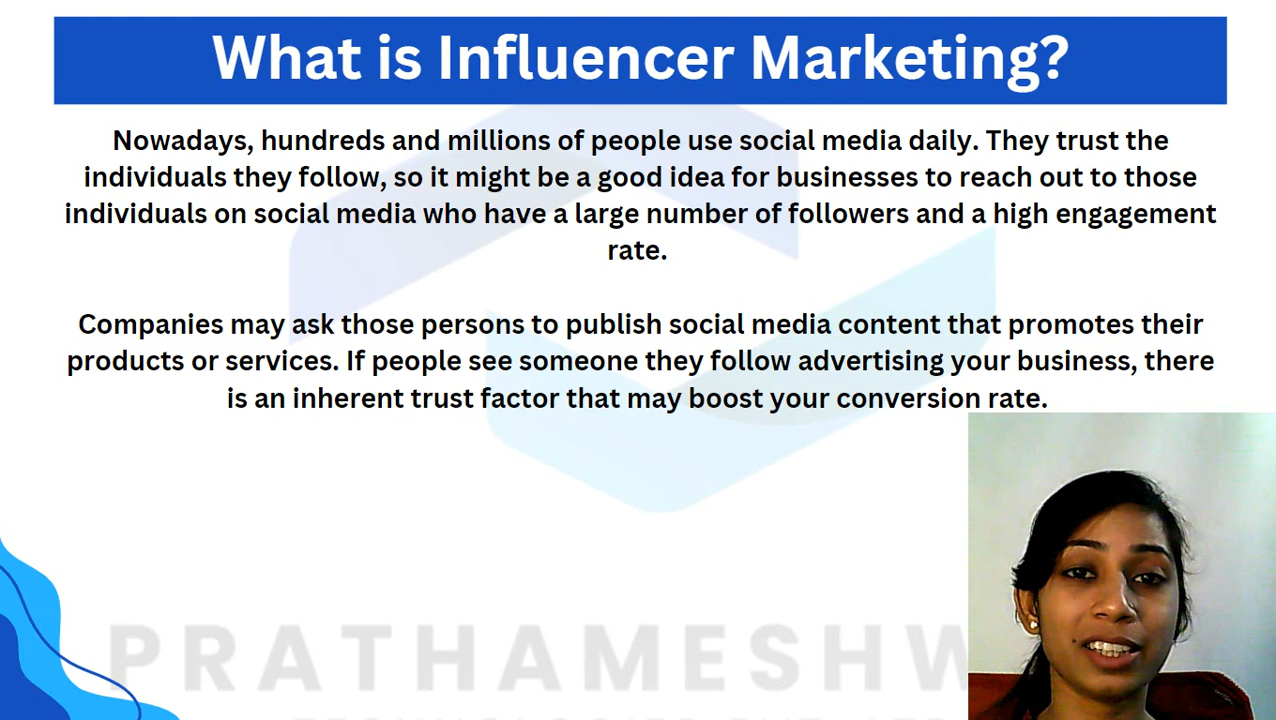 What is Influencer Marketing?
Nowadays, hundreds and millions of people use social media daily. They trust the
individuals they follow, so it might be a good idea for businesses to reach out to those
individuals on social media who have a large number of followers and a high engagement
rate.
Companies may ask those persons to publish social media content that promotes their
products or services. If people see someone they follow advertising your business, there
is an inherent trust factor that may boost your conversion rate.
PRATHAMESHW